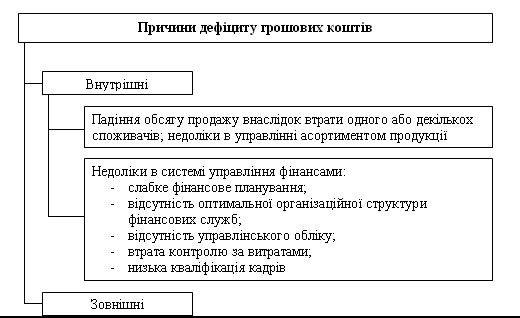 Причини дефіциту грошових коштів
Внутрішні
Падіння обсягу продажу внаслідок втрати одного або декількох
споживачів; недоліки в управлінні асортиментом продукції
Недоліки в системі управління фінансами:
- слабке фінансове планування;
- відсутність оптимальної організаційної структури
фінансових служб;
- відсутність управлінського обліку;
- втрата контролю за витратами;
- низька кваліфікація кадрів
Зовнішні